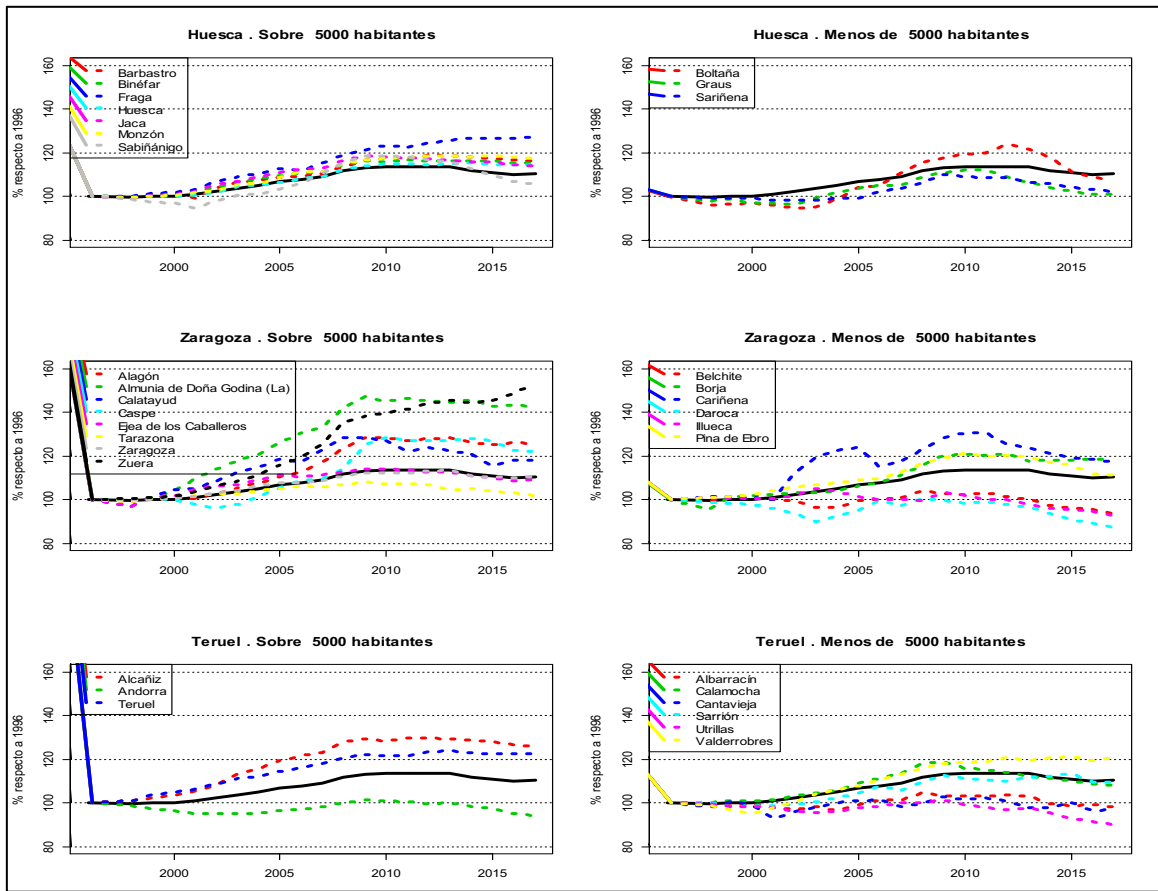 Huesca . Sobre 5000 habitantes
% respecto a 1996
160
140
120
100
80
Barbastro
Binéfar
Fraga
Huesca
Jaca
Monzón
Sabiñánigo
2000 2005 2010 2015
Huesca . Menos de 5000 habitantes
% respecto a 1996
160
140
120
100
80
Boltaña
Graus
Sariñena
2000 2005 2010 2015
Zaragoza . Sobre 5000 habitantes
% respecto a 1996
160
140
120
100
80
Alagón
Almunia de Doña Godina (La)
Calatayud
Caspe
Ejea de los Caballeros
Tarazona
Zaragoza
Zuera
2000 2005 2010 2015
Zaragoza . Menos de 5000 habitantes
% respecto a 1996
160
140
120
100
80
Belchite
Borja
Cariñena
Daroca
Illueca
Pina de Ebro
2000 2005 2010 2015
Teruel . Sobre 5000 habitantes
% respecto a 1996
160
140
120
100
80
Alcañiz
Andorra
Teruel
2000 2005 2010 2015
Teruel . Menos de 5000 habitantes
% respecto a 1996
160
140
120
100
80
Albarracín
Calamocha
Cantavieja
Sarrión
Utrillas
Valderrobres
2000 2005 2010 2015